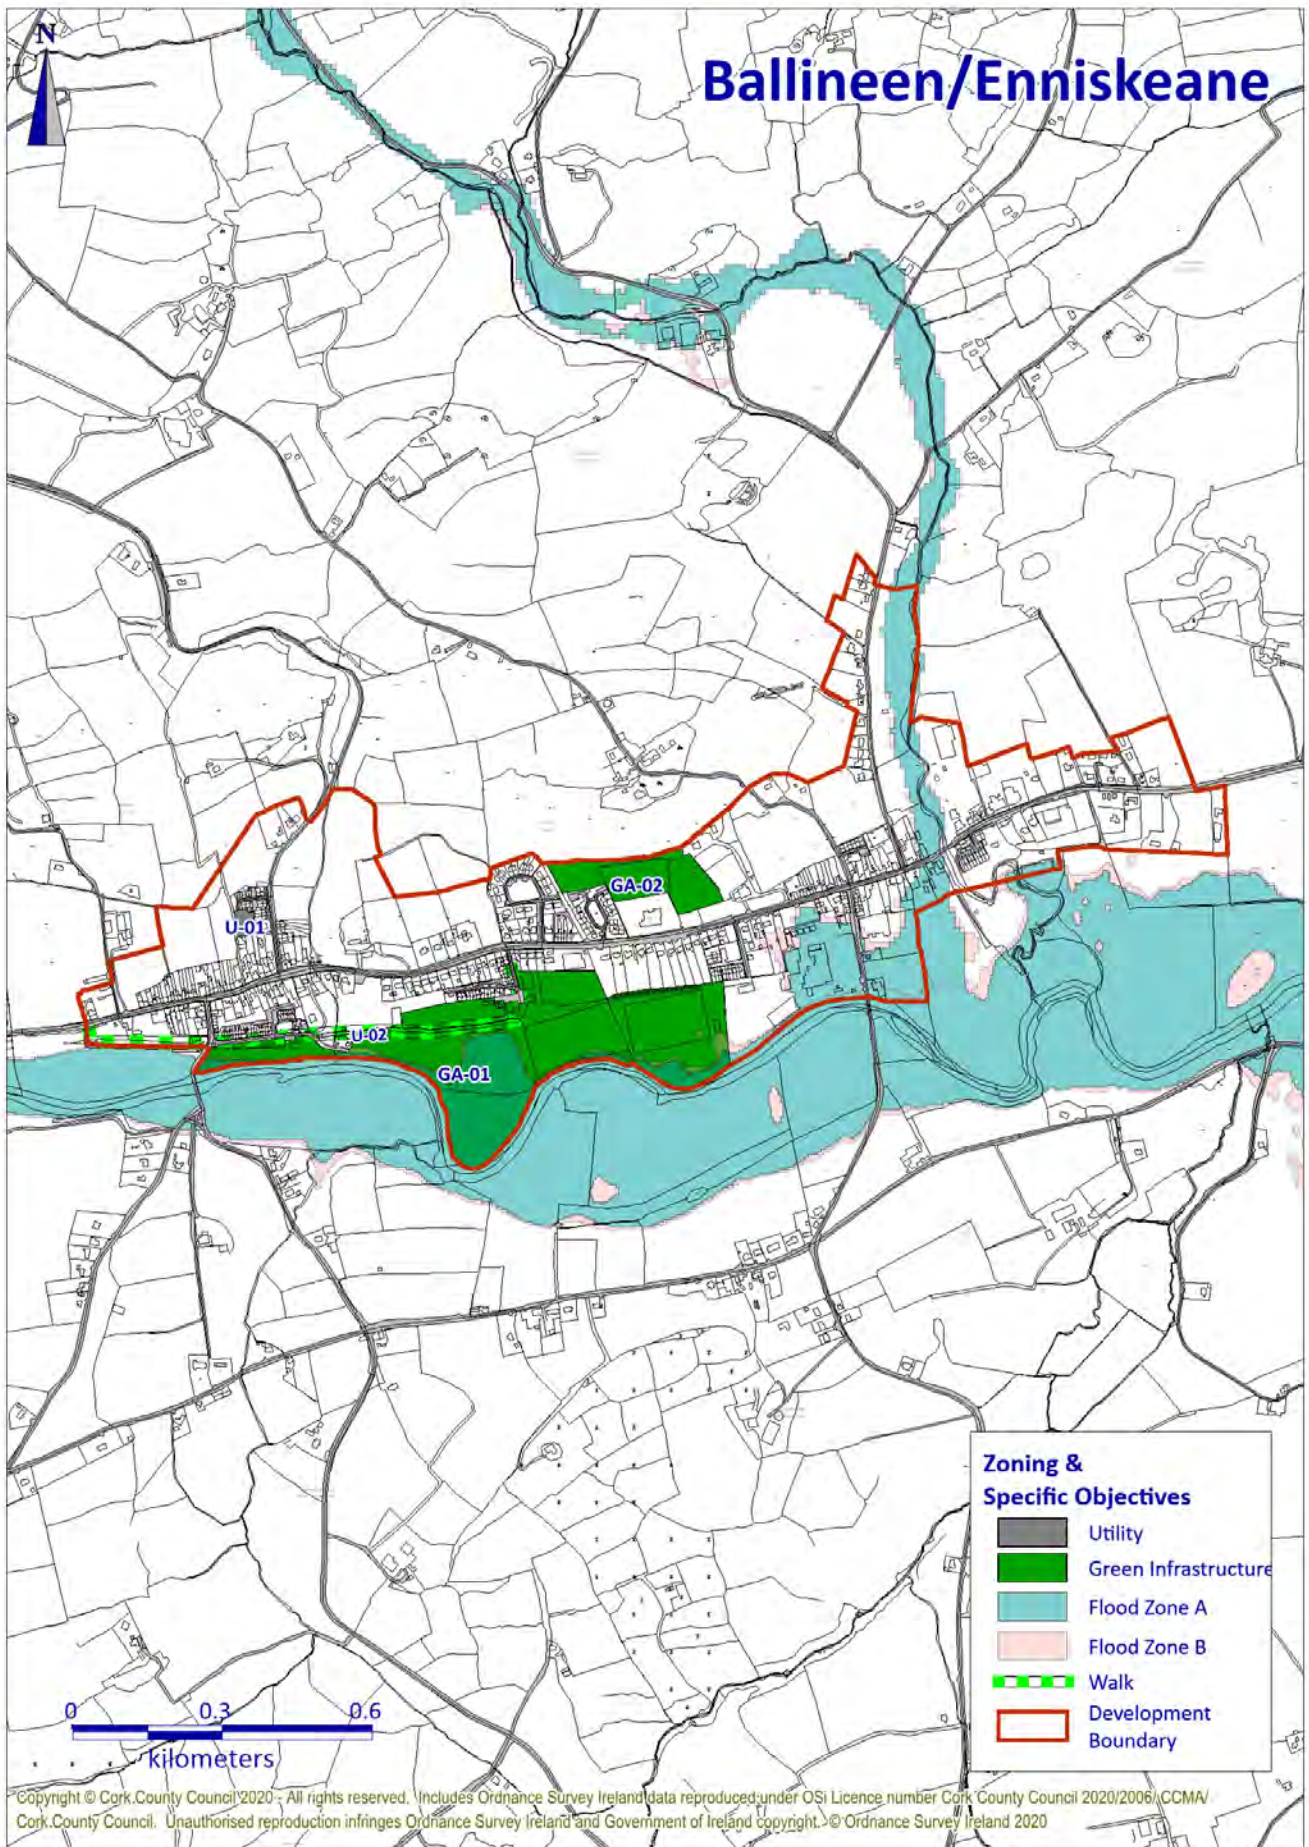 N
Ballineen/Enniskeane
GA-02
U-01
U-02
GA-01
Zoning &
Specific Objectives
Utility
Green Infrastructure
Flood Zone A
Flood Zone B
Walk
Development
Boundary
0 0.3 0.6
kilometers
Copyright © Cork County Council 2020 - All rights reserved. Includes Ordnance Survey Ireland data reproduced under OSi Licence number Cork County Council 2020/2006/CCMA/
Cork County Council. Unauthorised reproduction infringes Ordnance Survey Ireland and Government of Ireland copyright. © Ordnance Survey Ireland 2020